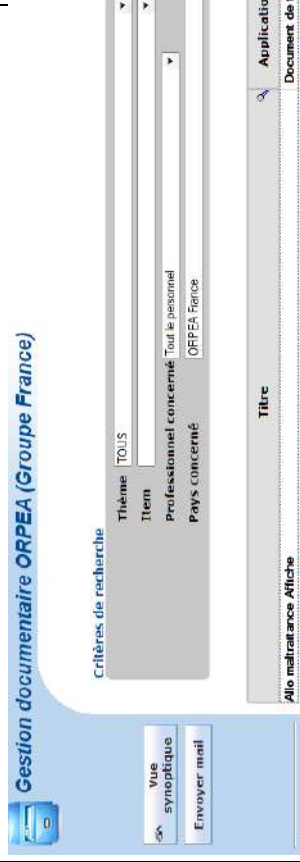 Gestion documentaire ORPEA (Groupe France)
Vue
synoptique
Envoyer mail
Critères de recherche
Thème TOUS
Item
Professionnel concerné Tout le personnel
Pays concerné ORPEA France
Titre
Allo maltraitance Affiche
Document de